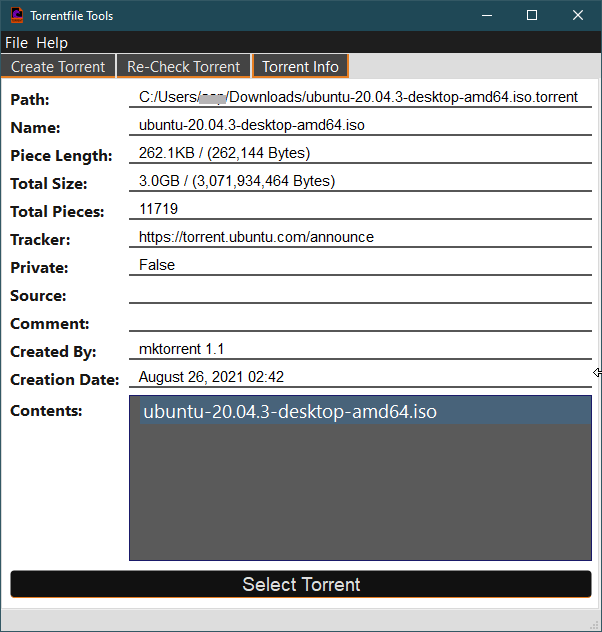 Torrentfile Tools
File Help
Create Torrent Re-Check Torrent Torrent Info
Path: C:/Users/ /Downloads/ubuntu-20.04.3-desktop-amd64.iso.torrent
Name: ubuntu-20.04.3-desktop-amd64.iso
Piece Length: 262.1KB / (262,144 Bytes)
Total Size: 3.0GB / (3,071,934,464 Bytes)
Total Pieces: 11719
Tracker: https://torrent.ubuntu.com/announce
Private: False
Source:
Comment:
Created By: mktorrent 1.1
Creation Date: August 26, 2021 02:42
Contents: ubuntu-20.04.3-desktop-amd64.iso
Select Torrent